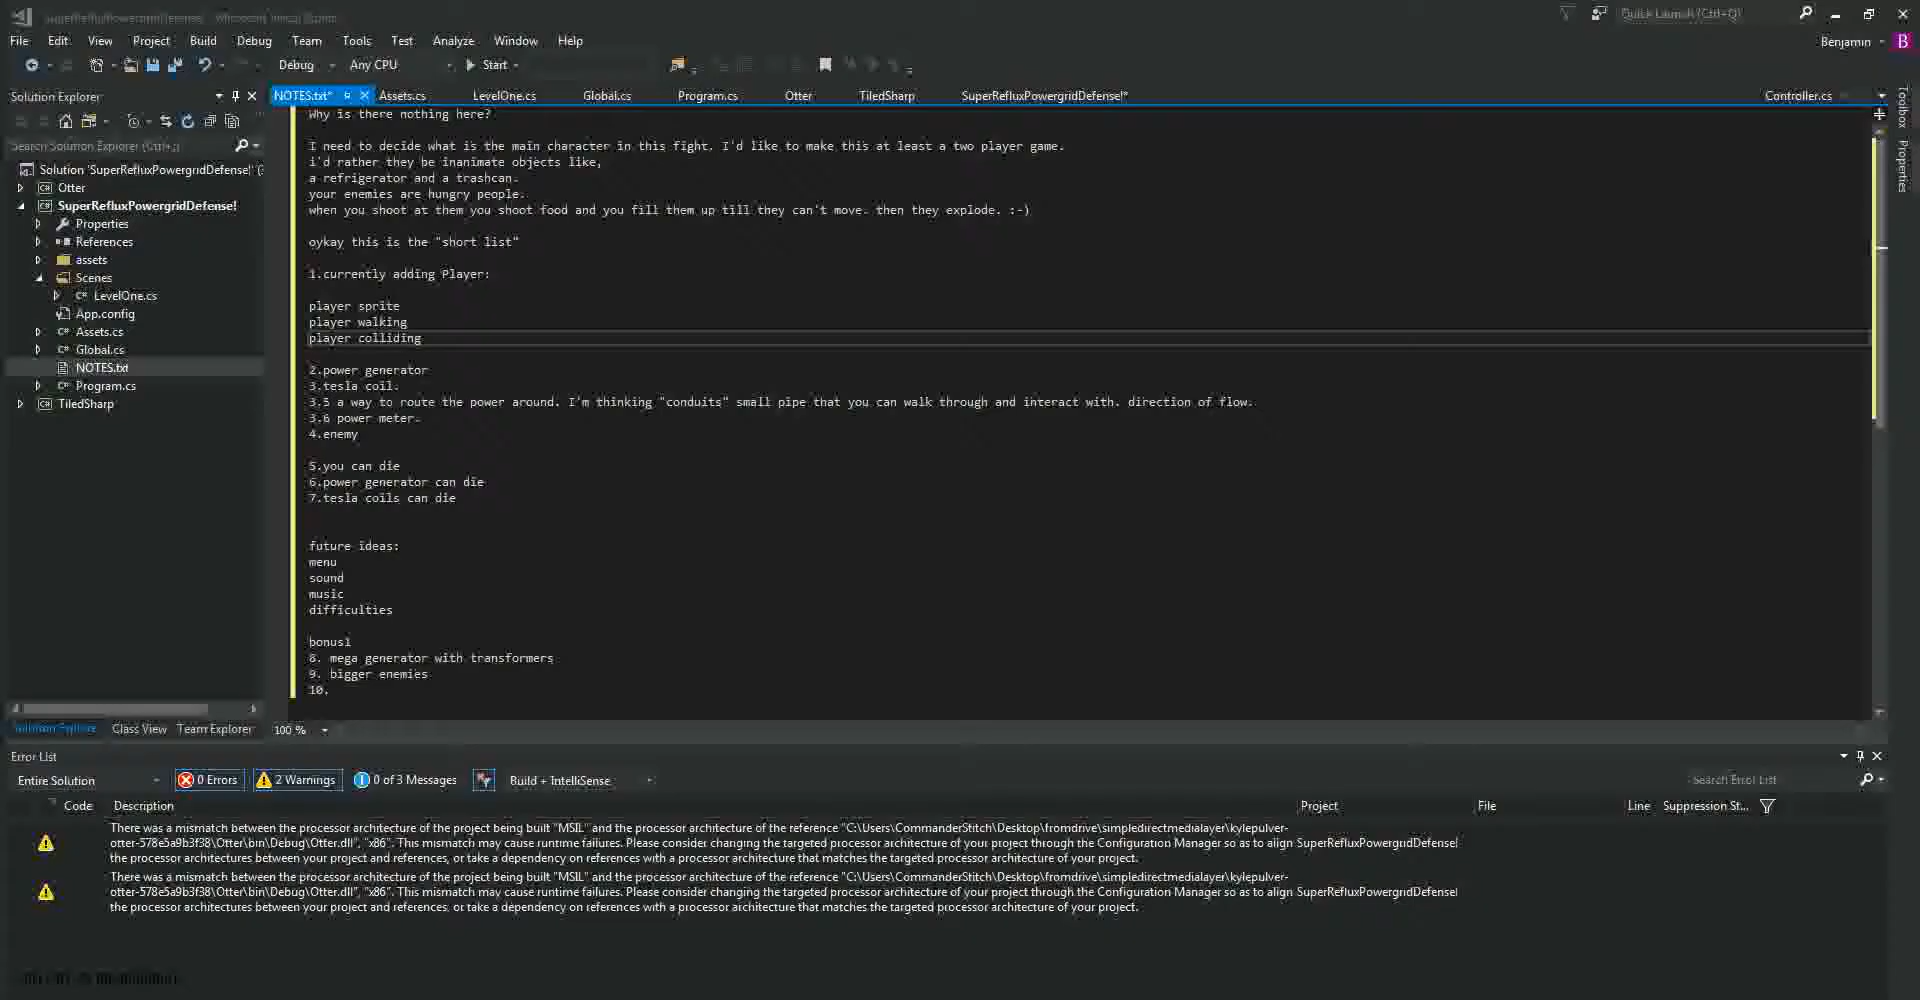 Quick Launch (Ctrl+Q)
File Edit View Project Build Debug Team Tools Test Analyze Window Help
Benjamin B
Debug Any CPU Start
Solution Explorer
NOTES.txt* Assets.cs LevelOne.cs Global.cs Program.cs Otter TiledSharp SuperRefluxPowergridDefense!* Controller.cs
Toolbox
Properties
Search Solution Explorer (Ctrl+;)
Solution 'SuperRefluxPowergridDefense!' (
Otter
SuperRefluxPowergridDefense!
Properties
References
assets
Scenes
LevelOne.cs
App.config
Assets.cs
Global.cs
NOTES.txt
Program.cs
TiledSharp
Solution Explorer Class View Team Explorer
Why is there nothing here?
I need to decide what is the main character in this fight. I'd like to make this at least a two player game.
i'd rather they be inanimate objects like,
a refrigerator and a trashcan.
your enemies are hungry people.
when you shoot at them you shoot food and you fill them up till they can't move. then they explode. :-)
oykay this is the "short list"
1.currently adding Player:
player sprite
player walking
player colliding
2.power generator
3.tesla coil.
3.5 a way to route the power around. I'm thinking "conduits" small pipe that you can walk through and interact with. direction of flow.
3.6 power meter.
4.enemy
5.you can die
6.power generator can die
7.tesla coils can die
future ideas:
menu
sound
music
difficulties
bonus1
8. mega generator with transformers
9. bigger enemies
10.
100 %
Error List
Entire Solution 0 Errors 2 Warnings 0 of 3 Messages Build + IntelliSense Search Error List
Code Description Project File Line Suppression St...
There was a mismatch between the processor architecture of the project being built "MSIL" and the processor architecture of the reference "C:\Users\CommanderStitch\Desktop\fromdrive\simpledirectmedialayer\kylepulver-
otter-578e5a9b3f38\Otter\bin\Debug\Otter.dll", "x86". This mismatch may cause runtime failures. Please consider changing the targeted processor architecture of your project through the Configuration Manager so as to align SuperRefluxPowergridDefense!
the processor architectures between your project and references, or take a dependency on references with a processor architecture that matches the targeted processor architecture of your project.
There was a mismatch between the processor architecture of the project being built "MSIL" and the processor architecture of the reference "C:\Users\CommanderStitch\Desktop\fromdrive\simpledirectmedialayer\kylepulver-
otter-578e5a9b3f38\Otter\bin\Debug\Otter.dll", "x86". This mismatch may cause runtime failures. Please consider changing the targeted processor architecture of your project through the Configuration Manager so as to align SuperRefluxPowergridDefense!
the processor architectures between your project and references, or take a dependency on references with a processor architecture that matches the targeted processor architecture of your project.